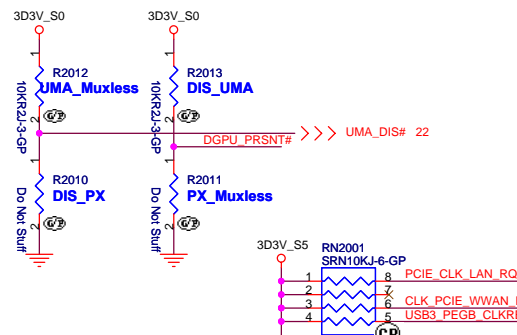 3D3V_S0 3D3V_S0
1 1
R2012 R2013
UMA_Muxless DIS_UMA
10KR2J-3-GP 10KR2J-3-GP
2 2
UMA_DIS# 22
DGPU_PRSNT#
1 1
R2010 R2011
DIS_PX PX_Muxless
Do Not Stuff Do Not Stuff
2 2
3D3V_S5
RN2001
SRN10KJ-6-GP
1 8 PCIE_CLK_LAN_RQ
2 7
3 6 CLK_PCIE_WWAN_
4 5 USB3_PEGB_CLKR